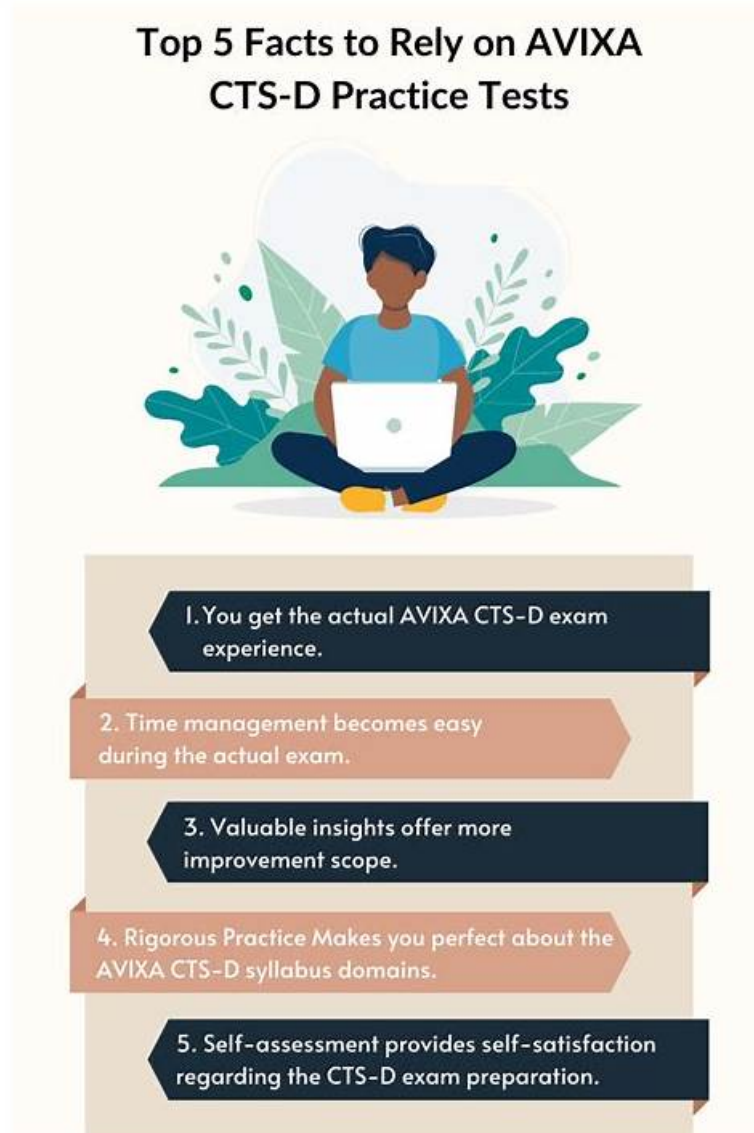 Top 5 Facts to Rely on AVIXA
CTS-D Practice Tests
1. You get the actual AVIXA CTS-D exam
experience.
2. Time management becomes easy
during the actual exam.
3. Valuable insights offer more
improvement scope.
4. Rigorous Practice Makes you perfect about the
AVIXA CTS-D syllabus domains.
5. Self-assessment provides self-satisfaction
regarding the CTS-D exam preparation.